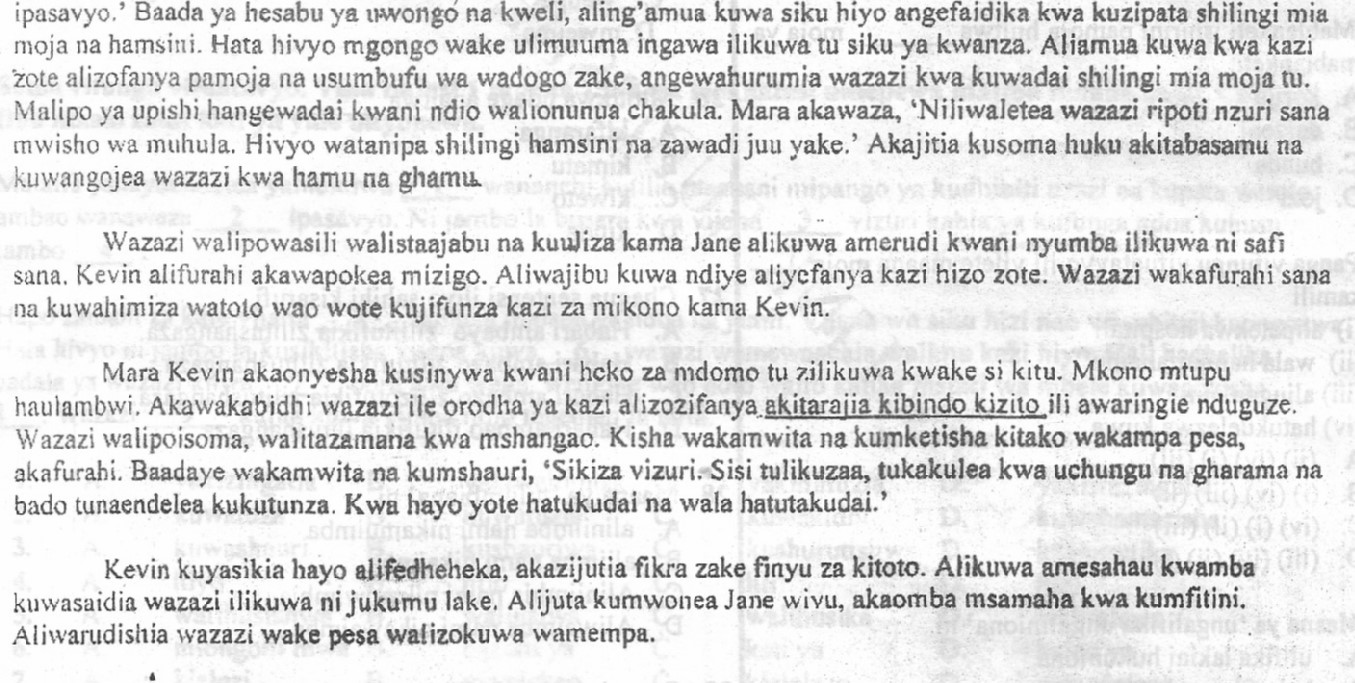 ipasavyo.’ Baada ya hesabu ya uwongo na kweli, aling’amua kuwa siku hiyo angefaidika kwa kuzipata shilingi mia
moja na hamsini. Hata hivyo mgongo wake ulimuuma ingawa ilikuwa tu siku ya kwanza. Aliamua kuwa kwa kazi
zote alizofanya pamoja na usumbufu wa wadogo zake, angewahurumia wazazi kwa kuwadai shilingi mia moja tu.
Malipo ya upishi hangewadai kwani ndio walionunua chakula. Mara akawaza, ‘Niliwaletea wazazi ripoti nzuri sana
mwisho wa muhula. Hivyo watanipa shilingi hamsini na zawadi juu yake.’ Akajitia kusoma huku akitabasamu na
kuwangojea wazazi kwa hamu na ghamu.
Wazazi walipowasili walistaajabu na kuuliza kama Jane alikuwa amerudi kwani nyumba ilikuwa ni safi
sana. Kevin alifurahi akawapokea mizigo. Aliwajibu kuwa ndiye aliyefanya kazi hizo zote. Wazazi wakafurahi sana
na kuwahimiza watoto wao wote kujifunza kazi za mikono kama Kevin.
Mara Kevin akaonyesha kusinywa kwani heko za mdomo tu zilikuwa kwake si kitu. Mkono mtupu
haulambwi. Akawakabidhi wazazi ile orodha ya kazi alizozifanya akitarajia kibindo kizito ili awaringie nduguze.
Wazazi walipoisoma, walitazamana kwa mshangao. Kisha wakamwita na kumketisha kitako wakampa pesa,
akafurahi. Baadaye wakamwita na kumshauri, ‘Sikiza vizuri. Sisi tulikuzaa, tukakulea kwa uchungu na gharama na
bado tunaendelea kukutunza. Kwa hayo yote hatukudai na wala hatutakudai.’
Kevin kuyasikia hayo alifedheheka, akazijutia fikra zake finyu za kitoto. Alikuwa amesahau kwamba
kuwasaidia wazazi ilikuwa ni jukumu lake. Alijuta kumwonea Jane wivu, akaomba msamaha kwa kumfitini.
Aliwarudishia wazazi wake pesa walizokuwa wamempa.